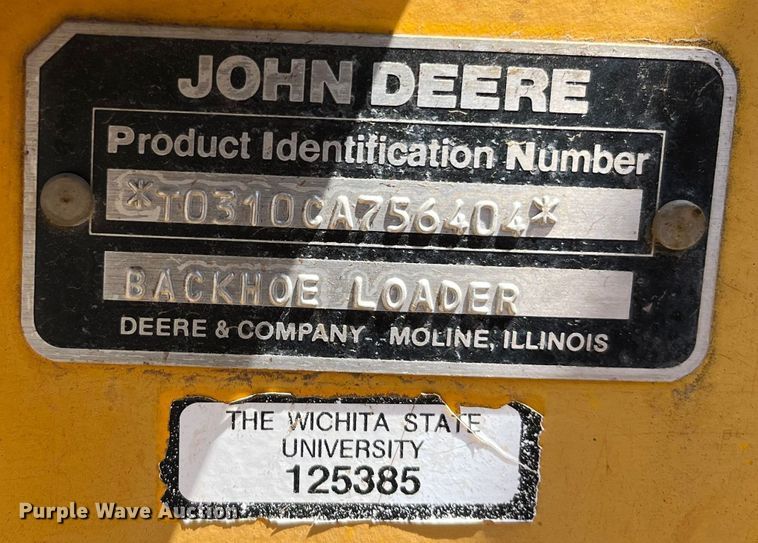 JOHN DEERE
Product Identification Number
*T0310CA756404*
BACKHOE LOADER
DEERE & COMPANY MOLINE, ILLINOIS
THE WICHITA STATE
UNIVERSITY
125385
Purple Wave Auction